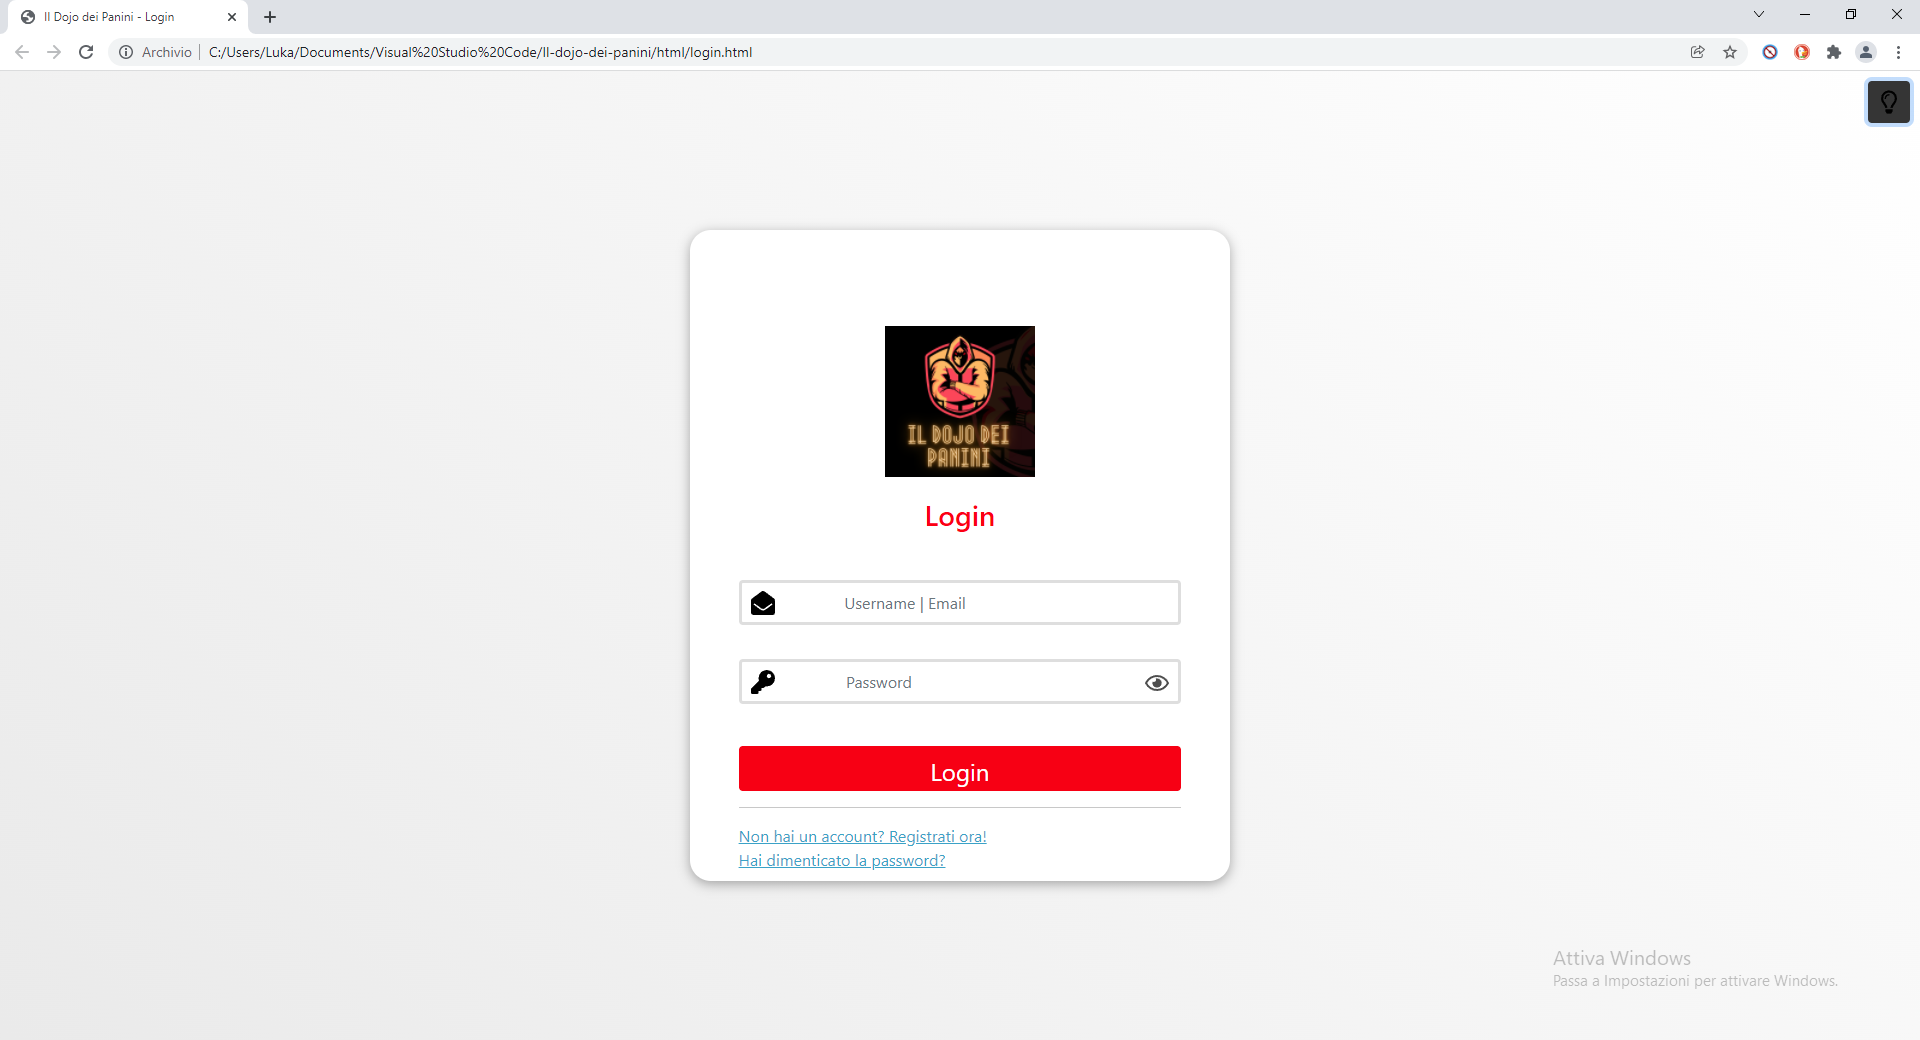 Il Dojo dei Panini - Login
Archivio | C:/Users/Luka/Documents/Visual%20Studio%20Code/Il-dojo-dei-panini/html/login.html
IL DOJO DEI
PANINI
Login
Username | Email
Password
Login
Non hai un account? Registrati ora!
Hai dimenticato la password?
Attiva Windows
Passa a Impostazioni per attivare Windows.